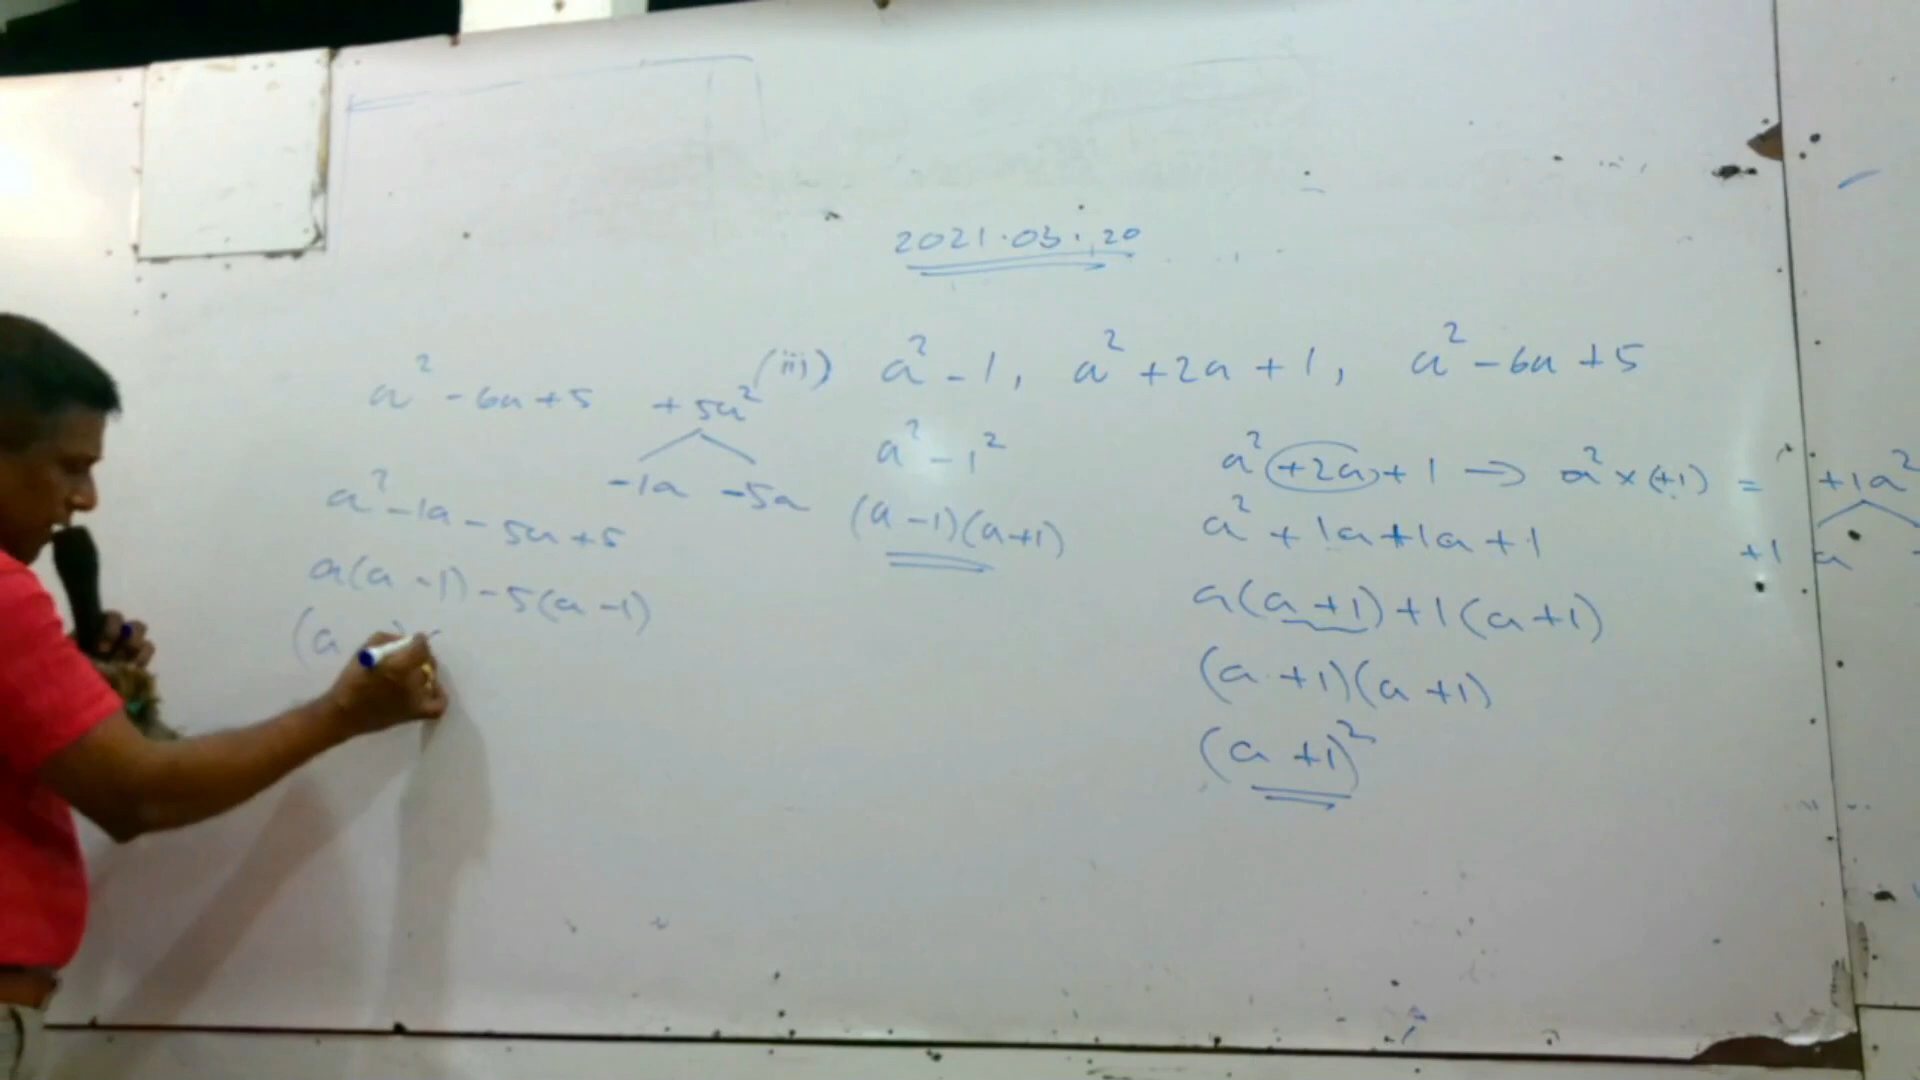 2021.03.20
(iii) a² - 1, a² + 2a + 1, a² - 6a + 5
a² - 6a + 5 + 5a²
-1a -5a
a² - 1a - 5a + 5
a(a - 1) - 5(a - 1)
(a
a² - 1²
(a - 1)(a + 1)
a² + 2a + 1 → a² × (+1) = +1a²
+1a
a² + 1a + 1a + 1
a(a + 1) + 1(a + 1)
(a + 1)(a + 1)
(a + 1)²